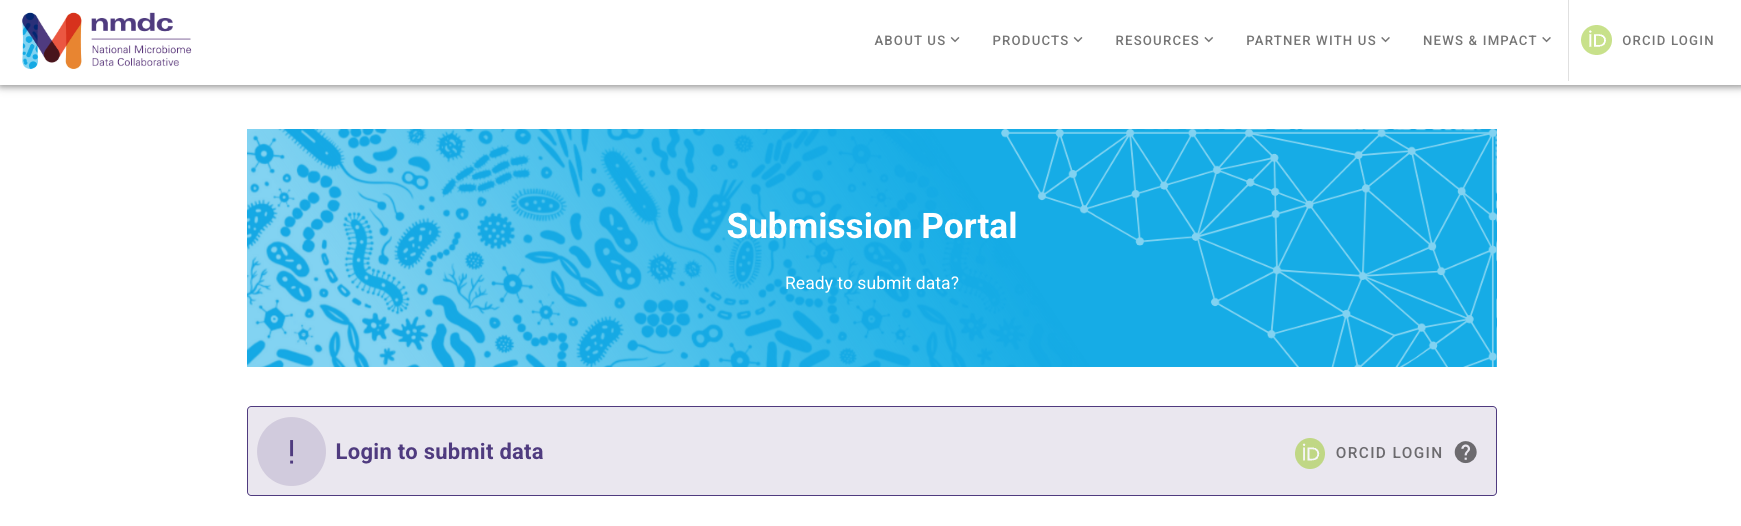 nmdc
National Microbiome
Data Collaborative
ABOUT US
PRODUCTS
RESOURCES
PARTNER WITH US
NEWS & IMPACT
iD ORCID LOGIN
Submission Portal
Ready to submit data?
! Login to submit data
iD ORCID LOGIN ?